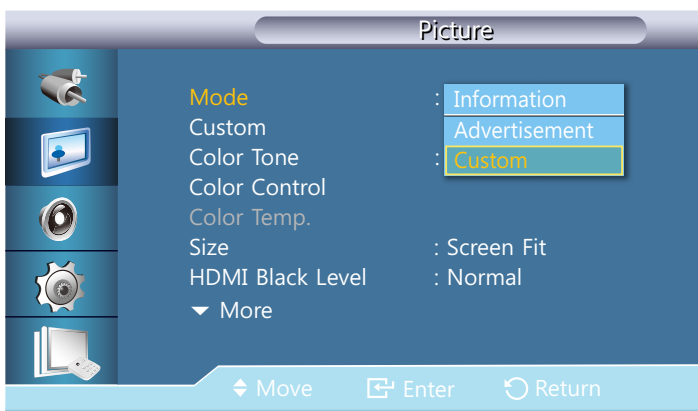 Picture
Mode : Information
Custom Advertisement
Color Tone : Custom
Color Control
Color Temp.
Size : Screen Fit
HDMI Black Level : Normal
More
Move Enter Return